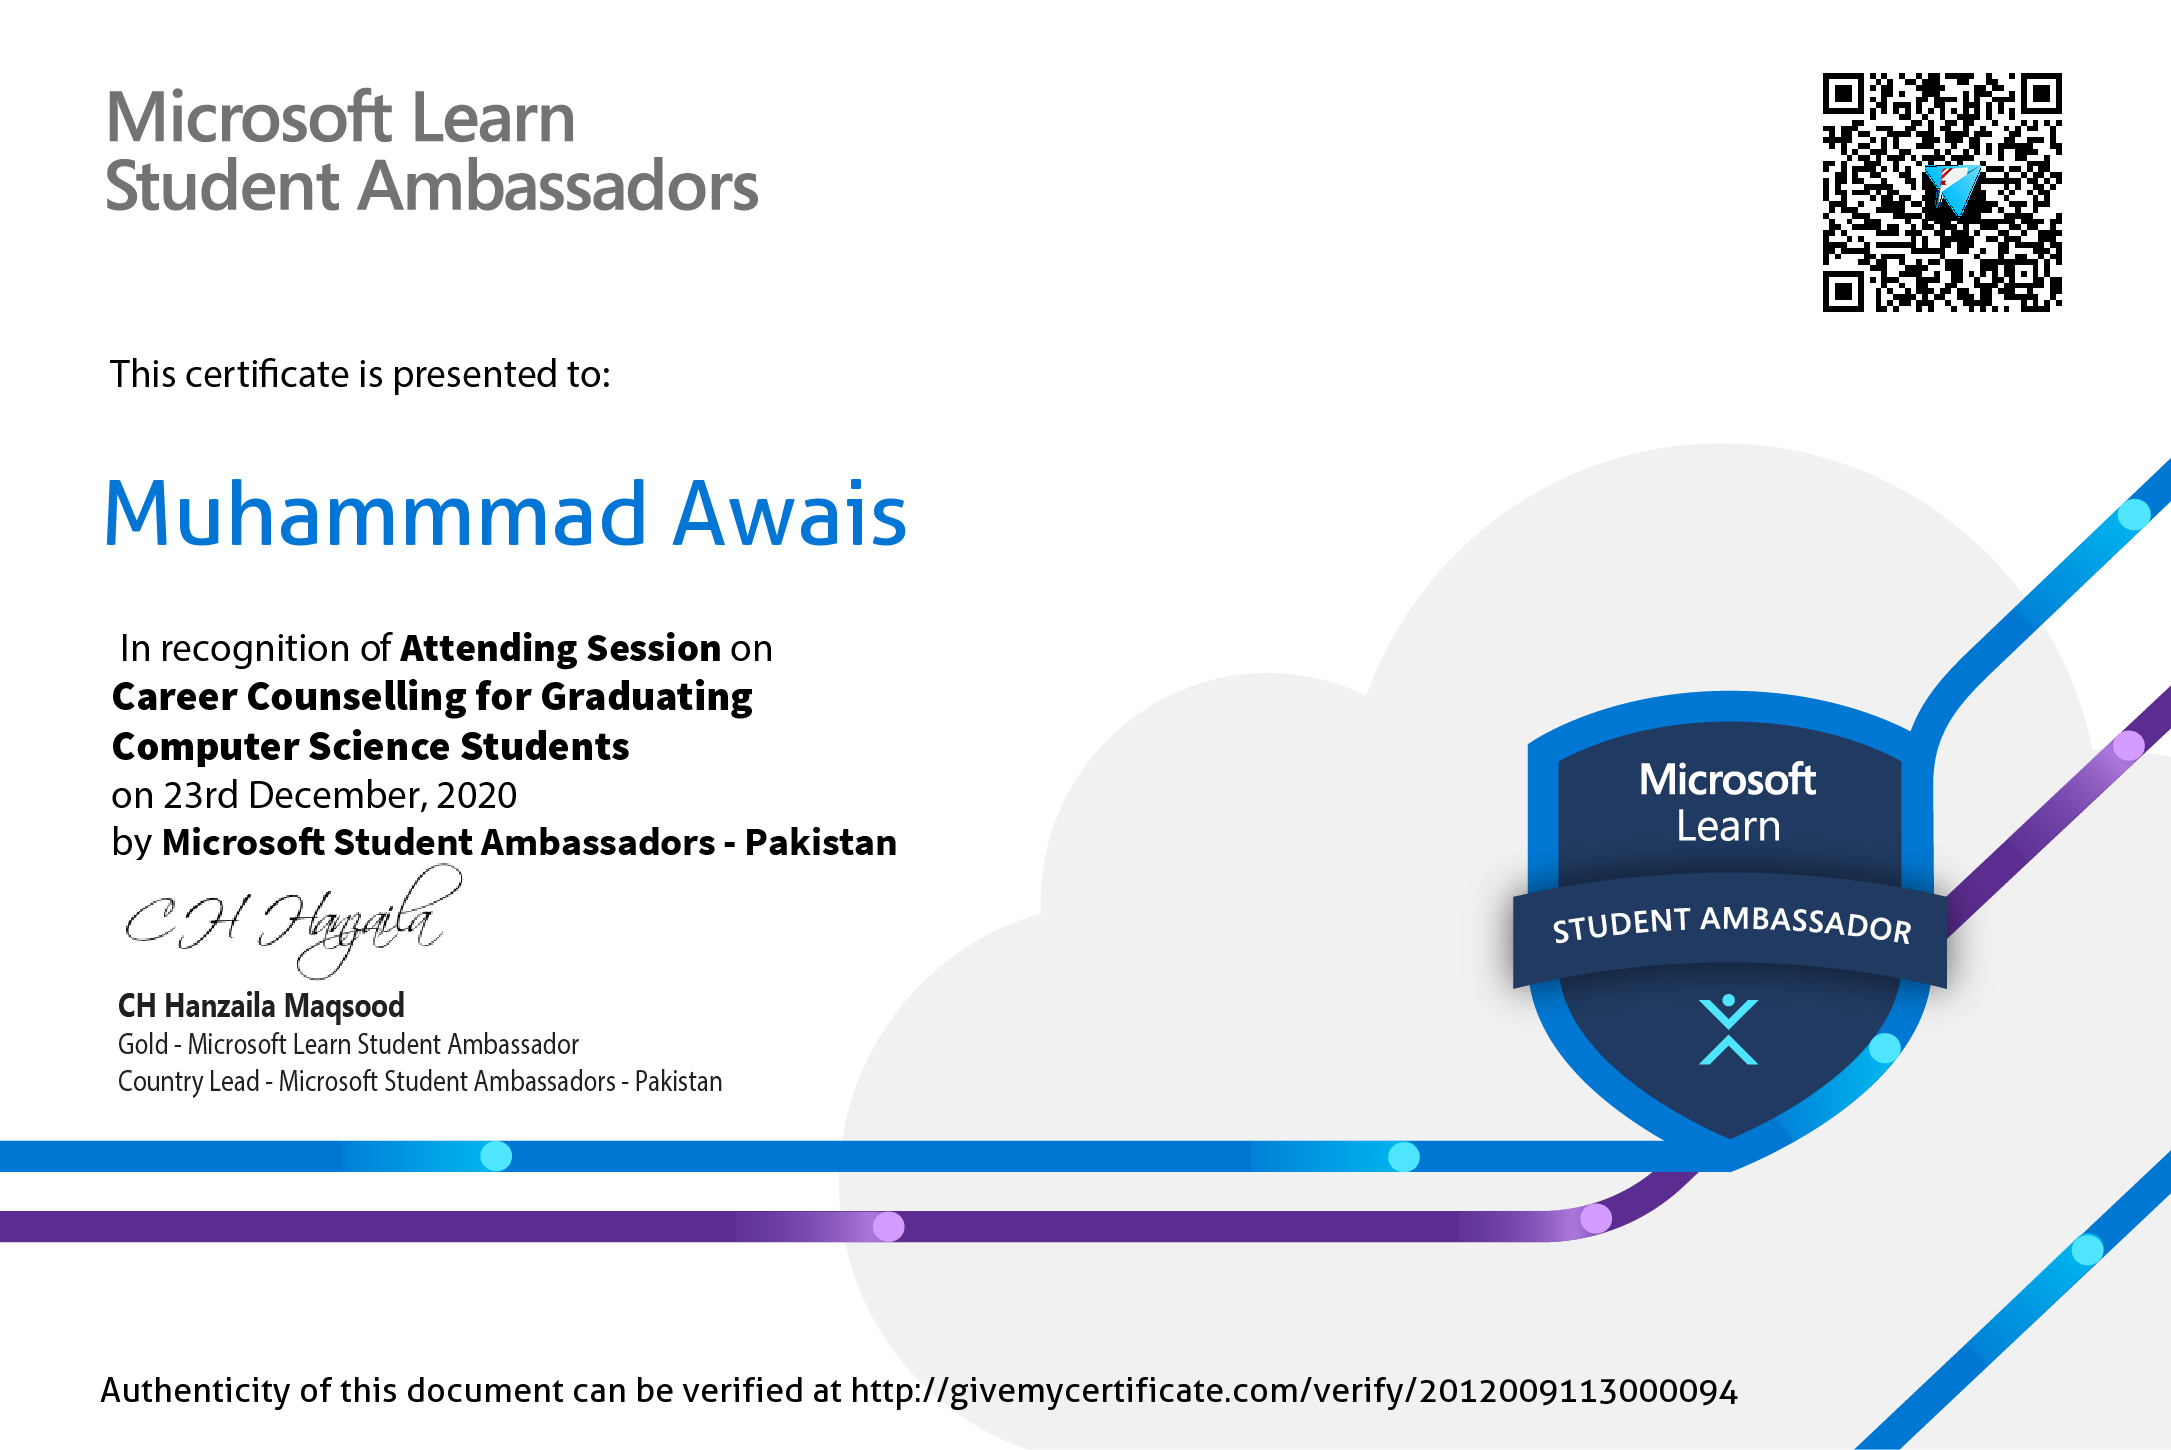 Microsoft Learn
Student Ambassadors
This certificate is presented to:
Muhammmad Awais
In recognition of Attending Session on
Career Counselling for Graduating
Computer Science Students
on 23rd December, 2020
by Microsoft Student Ambassadors - Pakistan
CH Hanzaila
CH Hanzaila Maqsood
Gold - Microsoft Learn Student Ambassador
Country Lead - Microsoft Student Ambassadors - Pakistan
Microsoft
Learn
STUDENT AMBASSADOR
Authenticity of this document can be verified at http://givemycertificate.com/verify/2012009113000094